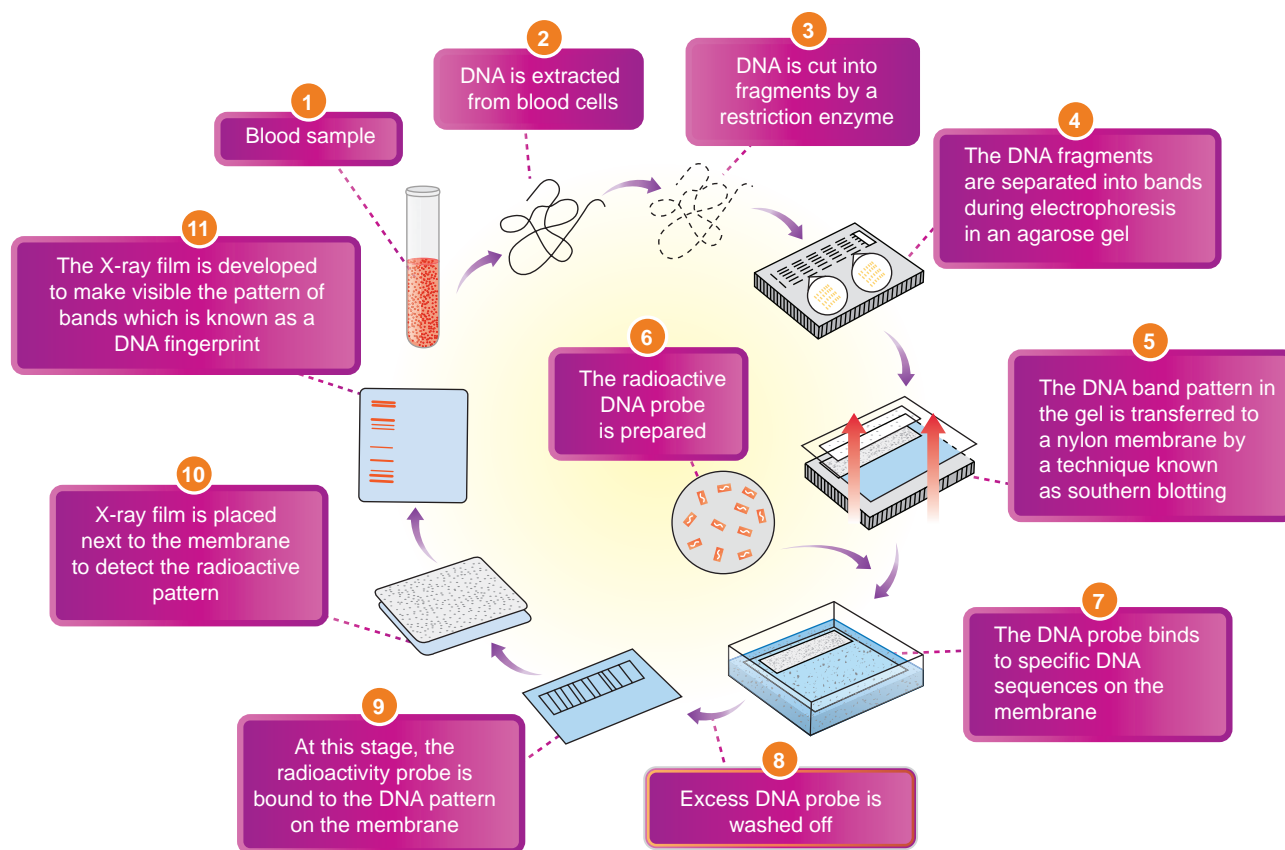 1
Blood sample
2
DNA is extracted
from blood cells
3
DNA is cut into
fragments by a
restriction enzyme
4
The DNA fragments
are separated into bands
during electrophoresis
in an agarose gel
5
The DNA band pattern in
the gel is transferred to
a nylon membrane by
a technique known
as southern blotting
6
The radioactive
DNA probe
is prepared
7
The DNA probe binds
to specific DNA
sequences on the
membrane
8
Excess DNA probe is
washed off
9
At this stage, the
radioactivity probe is
bound to the DNA pattern
on the membrane
10
X-ray film is placed
next to the membrane
to detect the radioactive
pattern
11
The X-ray film is developed
to make visible the pattern of
bands which is known as a
DNA fingerprint